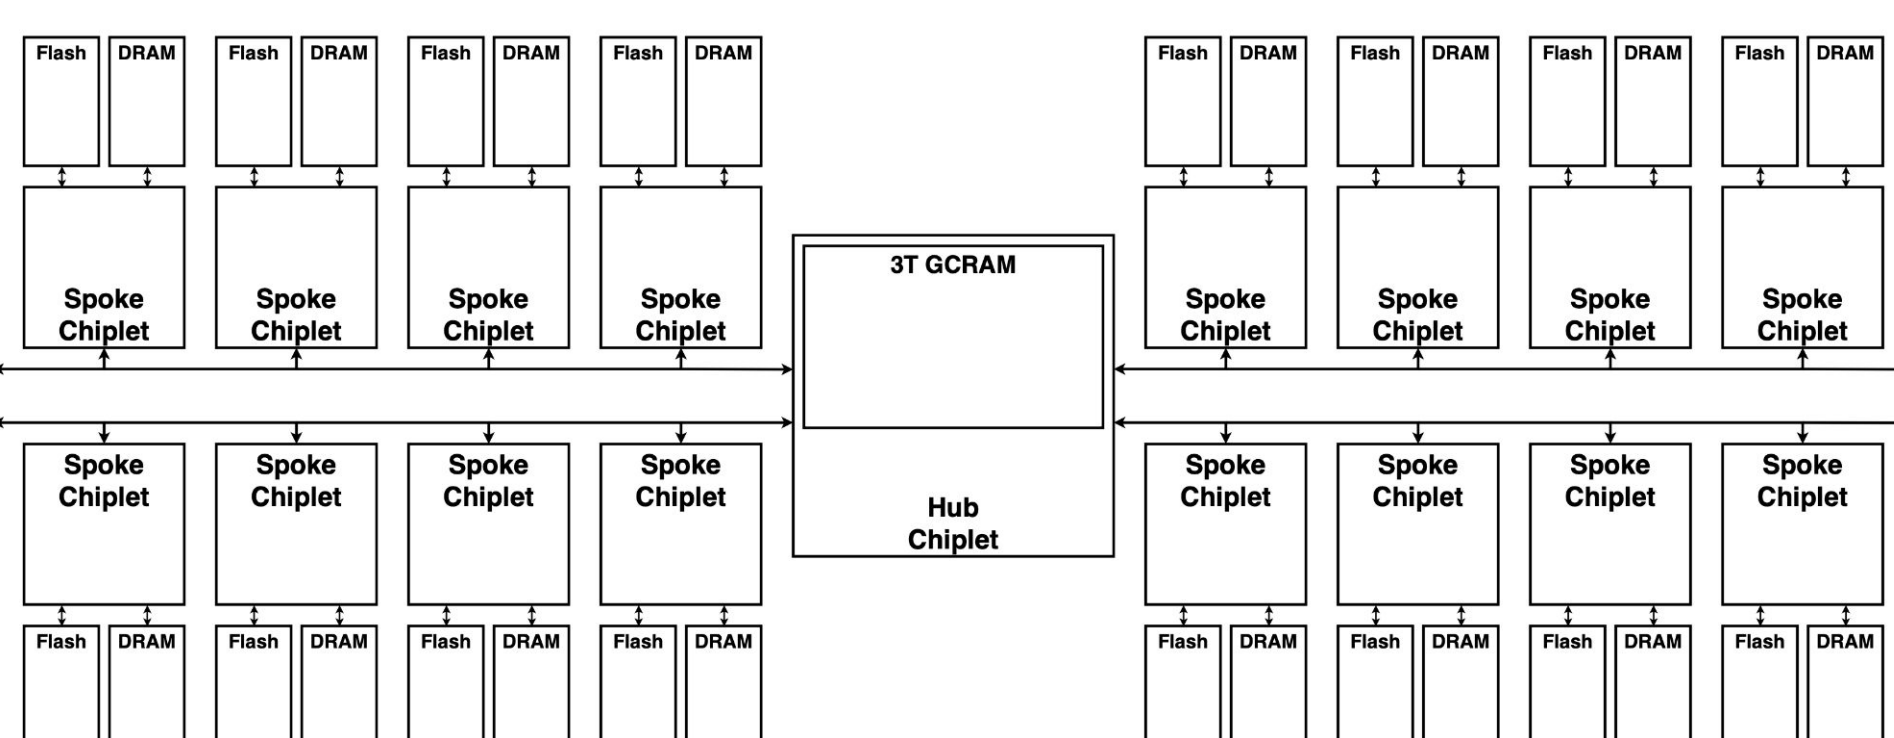 Flash DRAM Flash DRAM Flash DRAM Flash DRAM Flash DRAM Flash DRAM Flash DRAM Flash DRAM
3T GCRAM
Spoke Spoke Spoke Spoke Spoke Spoke Spoke Spoke
Chiplet Chiplet Chiplet Chiplet Chiplet Chiplet Chiplet Chiplet
Spoke Spoke Spoke Spoke Spoke Spoke Spoke Spoke
Chiplet Chiplet Chiplet Chiplet Chiplet Chiplet Chiplet Chiplet
Hub
Chiplet
Flash DRAM Flash DRAM Flash DRAM Flash DRAM Flash DRAM Flash DRAM Flash DRAM Flash DRAM